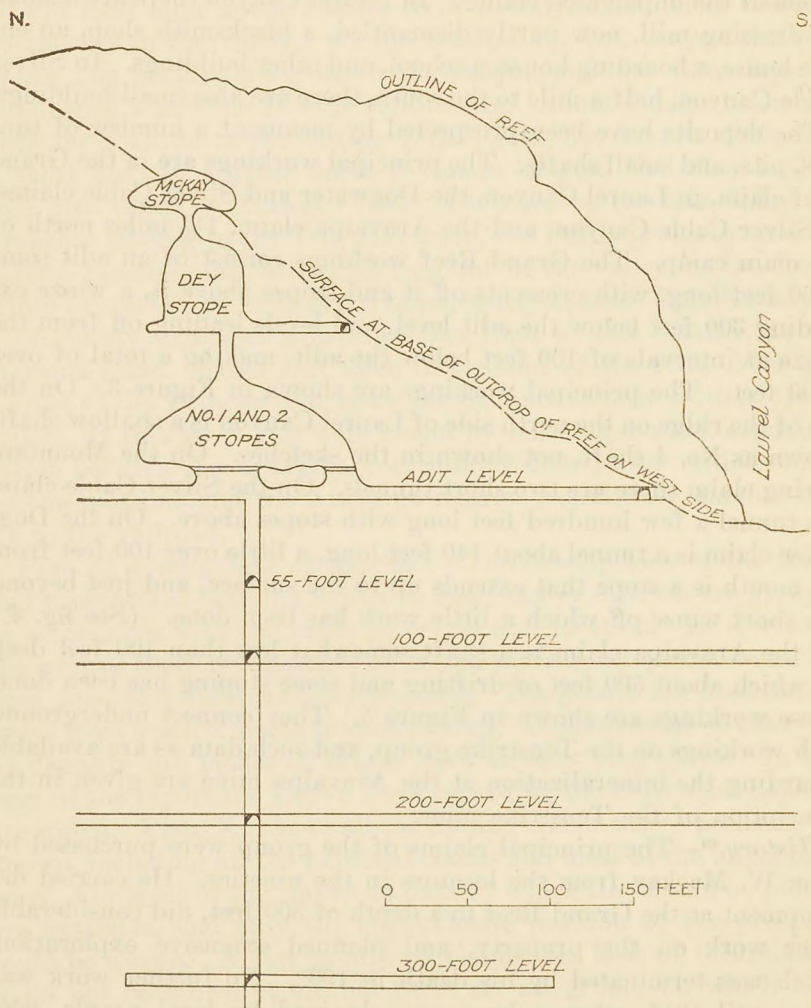 N.
S
OUTLINE OF REEF
McKAY
STOPE
DEY
STOPE
SURFACE AT BASE OF OUTCROP OF REEF ON WEST SIDE
Laurel Canyon
NO. 1 AND 2
STOPES
ADIT LEVEL
55-FOOT LEVEL
100-FOOT LEVEL
200-FOOT LEVEL
0 50 100 150 FEET
300-FOOT LEVEL